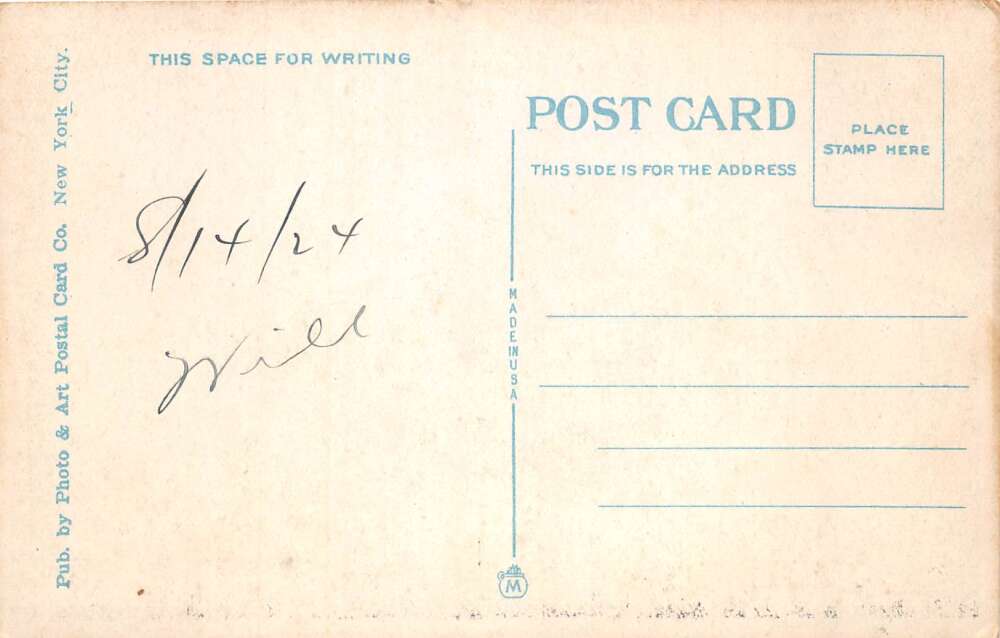 THIS SPACE FOR WRITING
8/14/24
Will
Pub. by Photo & Art Postal Card Co. New York City.
POST CARD
THIS SIDE IS FOR THE ADDRESS
PLACE
STAMP HERE
MADE IN USA
M